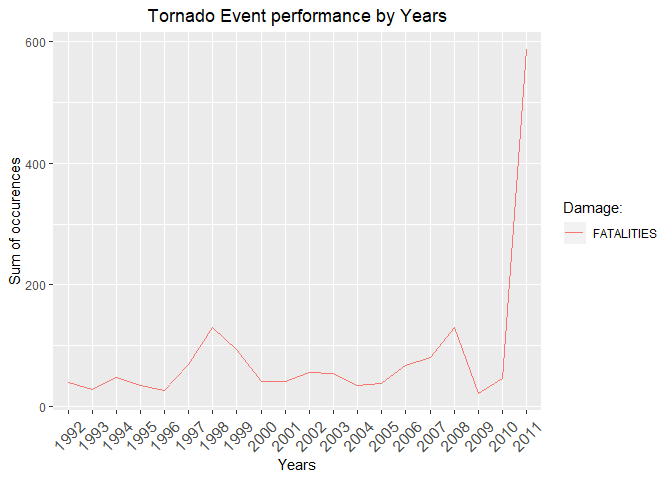 Tornado Event performance by Years
600
400
200
0
Sum of occurences
1992 1993 1994 1995 1996 1997 1998 1999 2000 2001 2002 2003 2004 2005 2006 2007 2008 2009 2010 2011
Years
Damage:
FATALITIES